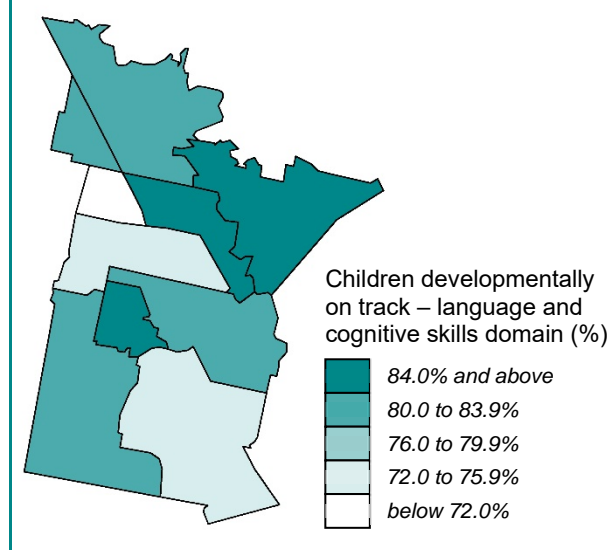 Children developmentally
on track – language and
cognitive skills domain (%)
84.0% and above
80.0 to 83.9%
76.0 to 79.9%
72.0 to 75.9%
below 72.0%